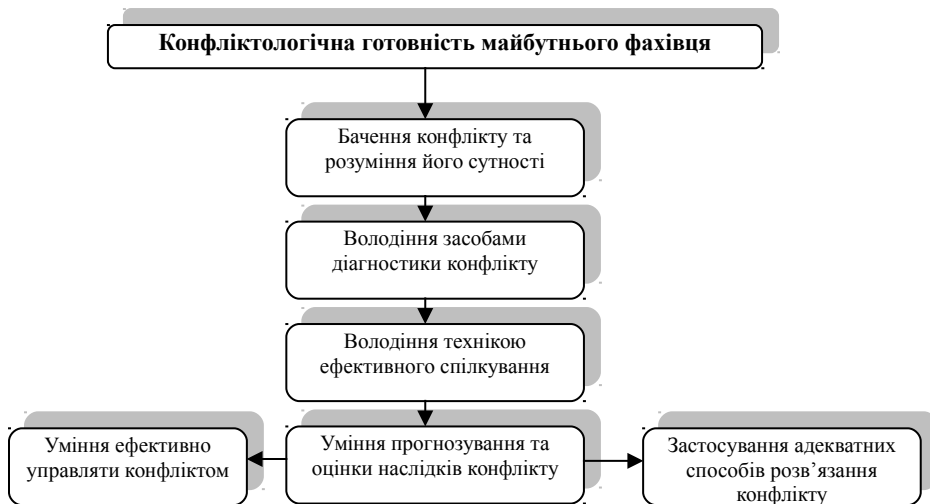 Конфліктологічна готовність майбутнього фахівця
Бачення конфлікту та
розуміння його сутності
Володіння засобами
діагностики конфлікту
Володіння технікою
ефективного спілкування
Уміння ефективно
управляти конфліктом
Уміння прогнозування та
оцінки наслідків конфлікту
Застосування адекватних
способів розв’язання
конфлікту